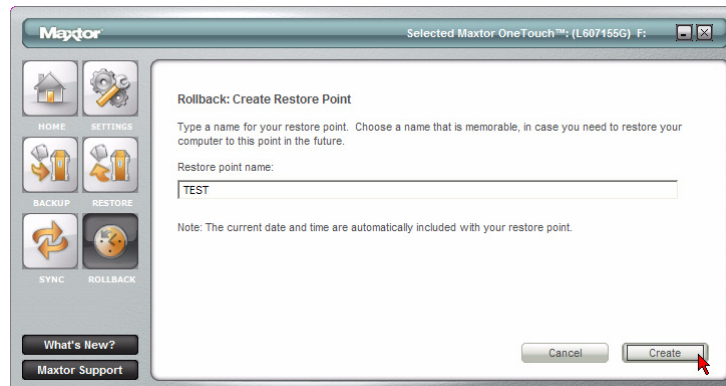 Maxtor
Selected Maxtor OneTouch™: (L607155G) F:
HOME SETTINGS
BACKUP RESTORE
SYNC ROLLBACK
What's New?
Maxtor Support
Rollback: Create Restore Point
Type a name for your restore point. Choose a name that is memorable, in case you need to restore your
computer to this point in the future.
Restore point name:
TEST
Note: The current date and time are automatically included with your restore point.
Cancel Create